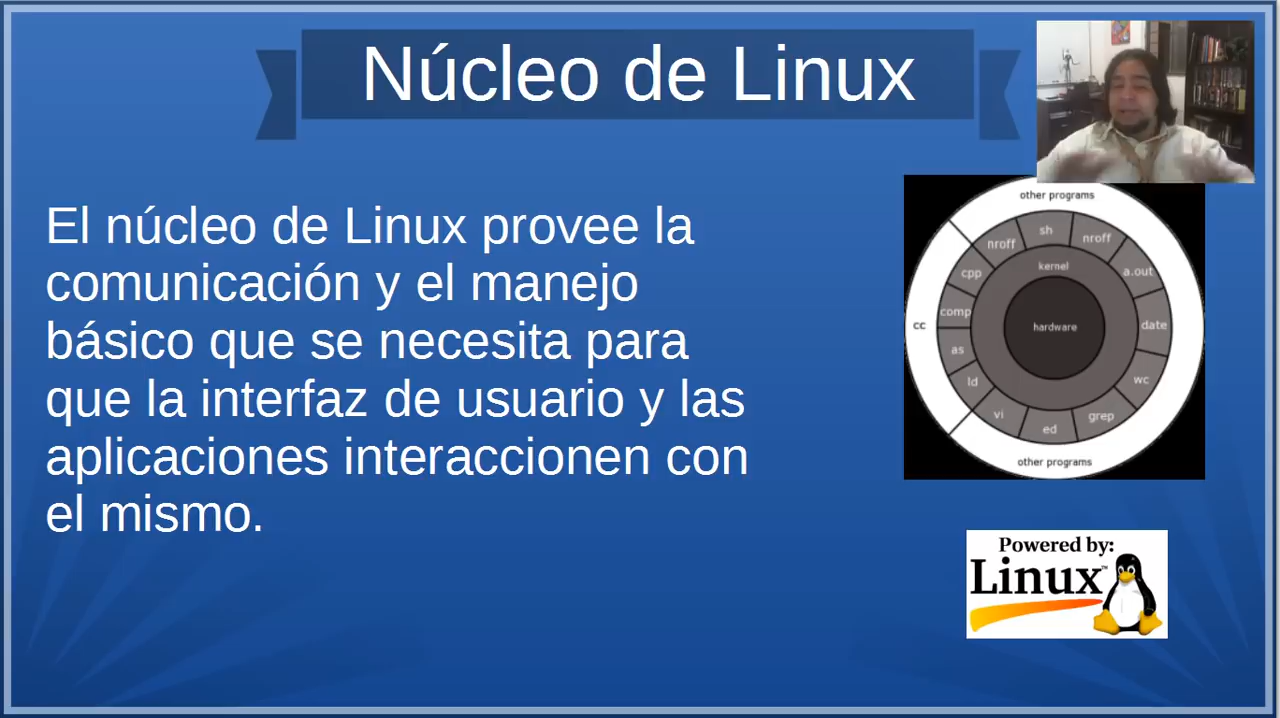 Núcleo de Linux
El núcleo de Linux provee la
comunicación y el manejo
básico que se necesita para
que la interfaz de usuario y las
aplicaciones interaccionen con
el mismo.
other programs
sh
nroff
nroff
kernel
cpp
a.out
comp
cc
hardware
date
as
ld
wc
vi
grep
ed
other programs
Powered by:
Linux™